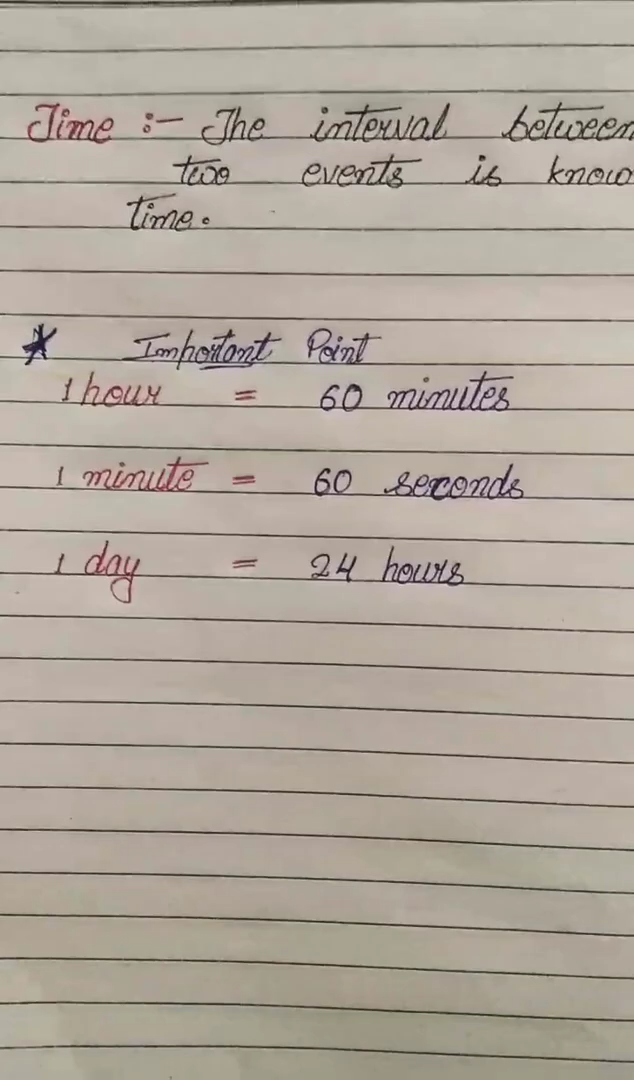 Time :- The interval between
two events is know
time.
* Important Point
1 hour = 60 minutes
1 minute = 60 seconds
1 day = 24 hours